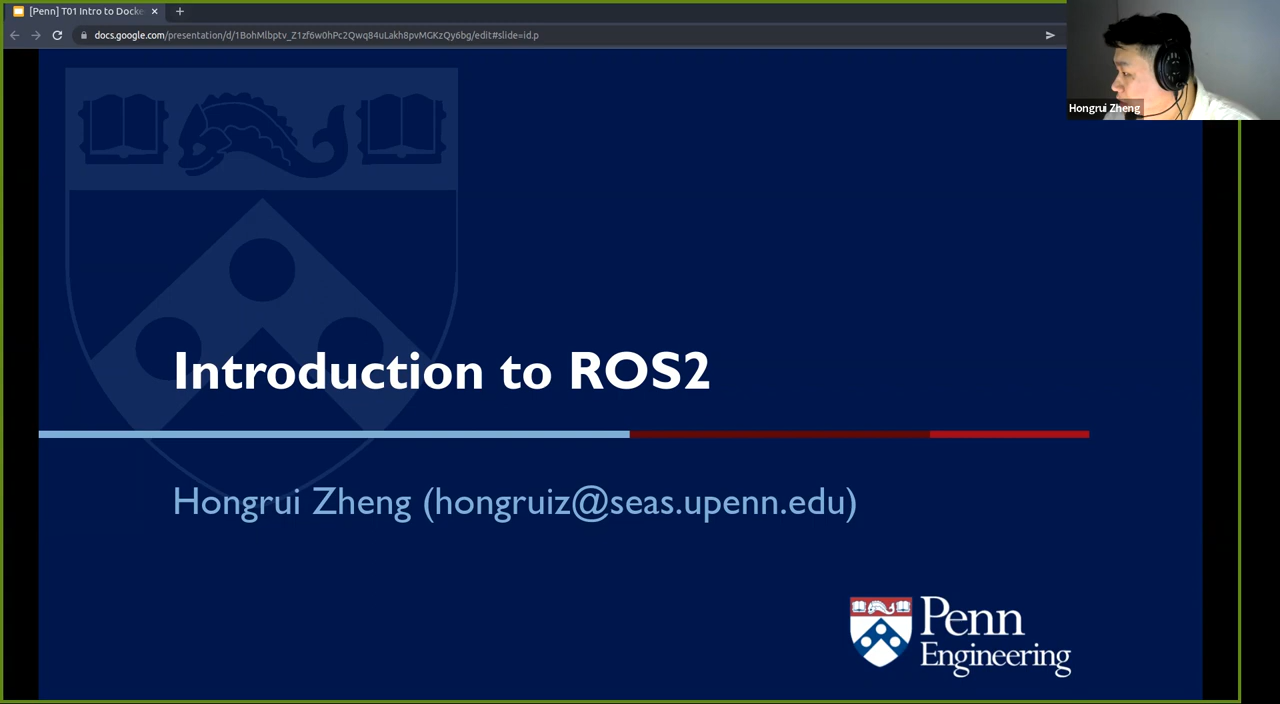 [Penn] T01 Intro to Docke
docs.google.com/presentation/d/1BohMlbptv_Z1zf6w0hPc2Qwq84uLakh8pvMGKzQy6bg/edit#slide=id.p
Hongrui Zheng
Introduction to ROS2
Hongrui Zheng (hongruiz@seas.upenn.edu)
Penn
Engineering